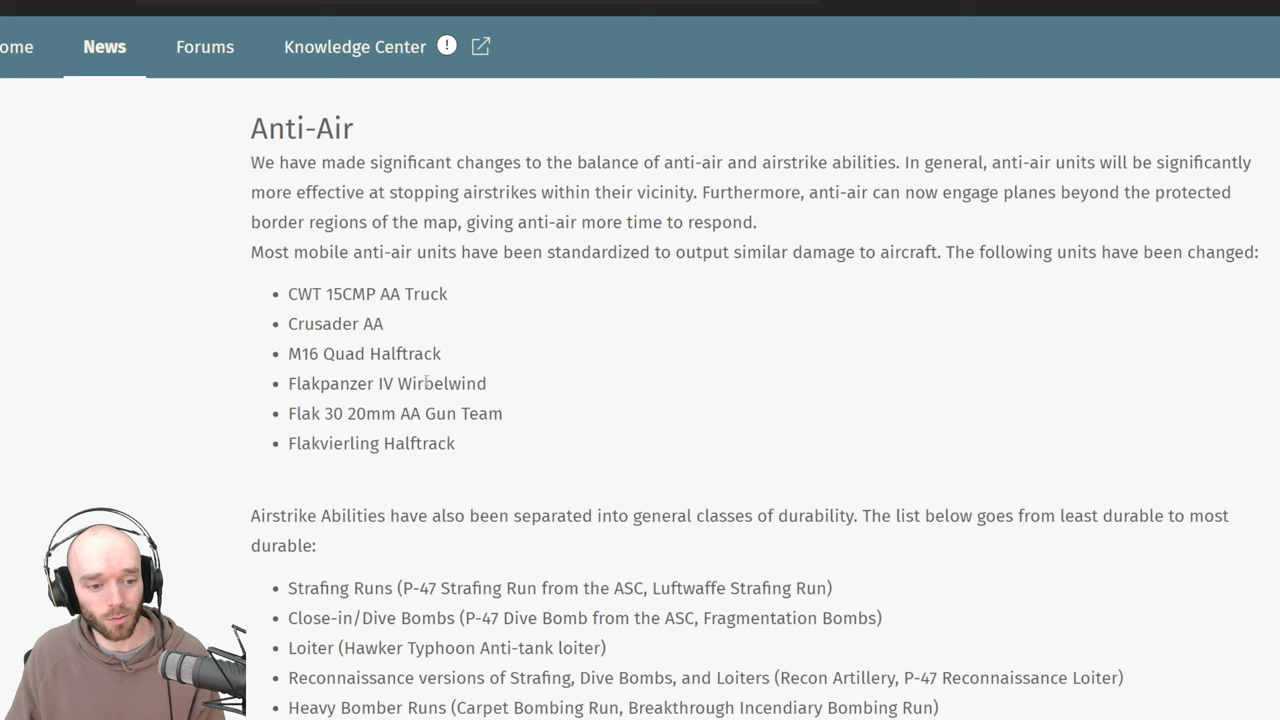 ome News Forums Knowledge Center !
Anti-Air
We have made significant changes to the balance of anti-air and airstrike abilities. In general, anti-air units will be significantly
more effective at stopping airstrikes within their vicinity. Furthermore, anti-air can now engage planes beyond the protected
border regions of the map, giving anti-air more time to respond.
Most mobile anti-air units have been standardized to output similar damage to aircraft. The following units have been changed:
• CWT 15CMP AA Truck
• Crusader AA
• M16 Quad Halftrack
• Flakpanzer IV Wirbelwind
• Flak 30 20mm AA Gun Team
• Flakvierling Halftrack
Airstrike Abilities have also been separated into general classes of durability. The list below goes from least durable to most
durable:
• Strafing Runs (P-47 Strafing Run from the ASC, Luftwaffe Strafing Run)
• Close-in/Dive Bombs (P-47 Dive Bomb from the ASC, Fragmentation Bombs)
• Loiter (Hawker Typhoon Anti-tank loiter)
• Reconnaissance versions of Strafing, Dive Bombs, and Loiters (Recon Artillery, P-47 Reconnaissance Loiter)
• Heavy Bomber Runs (Carpet Bombing Run, Breakthrough Incendiary Bombing Run)